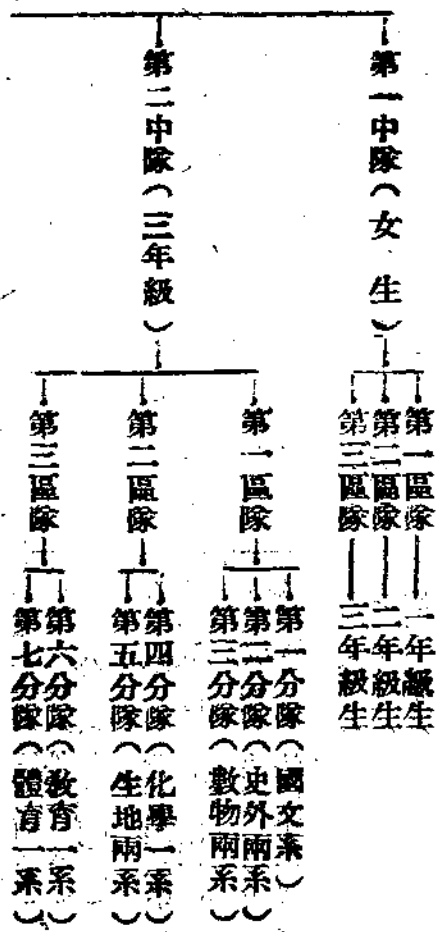 第一中隊（女生）
第一區隊
一年級生
第二區隊
二年級生
第三區隊
三年級生
第二中隊（三年級）
第一區隊
第一分隊（國文系）
第二分隊（史外兩系）
第三分隊（數物兩系）
第二區隊
第四分隊（化學一系）
第五分隊（生地兩系）
第三區隊
第六分隊（教育一系）
第七分隊（體育一系）